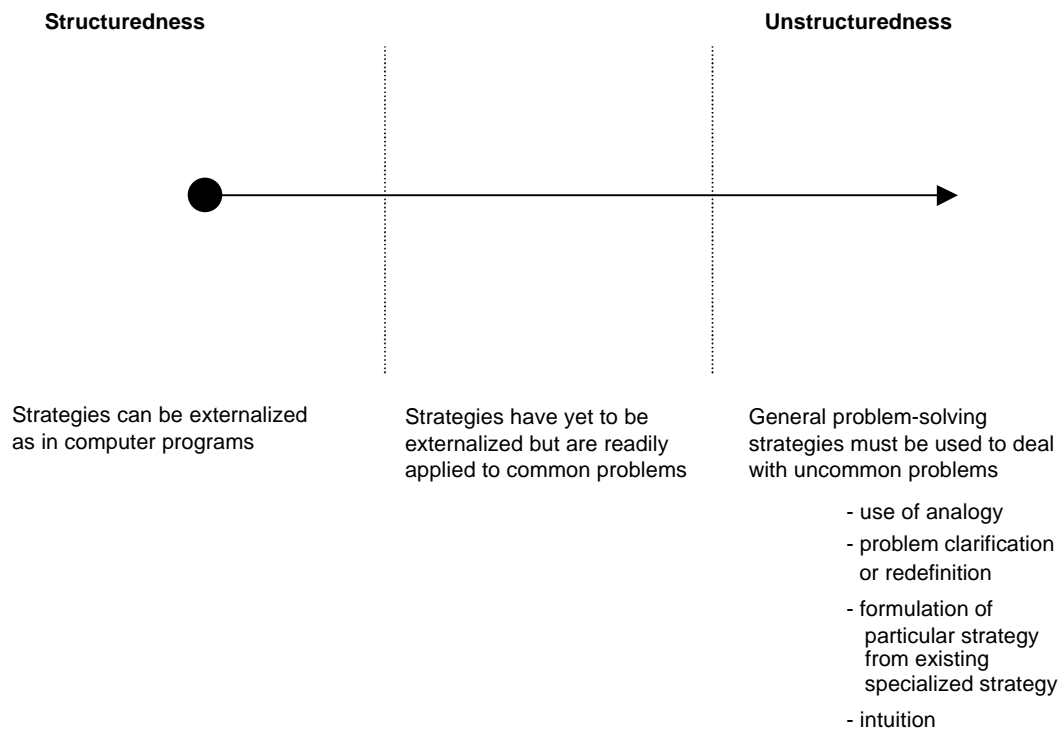 Structuredness
Unstructuredness
Strategies can be externalized
as in computer programs
Strategies have yet to be
externalized but are readily
applied to common problems
General problem-solving
strategies must be used to deal
with uncommon problems
- use of analogy
- problem clarification
or redefinition
- formulation of
particular strategy
from existing
specialized strategy
- intuition